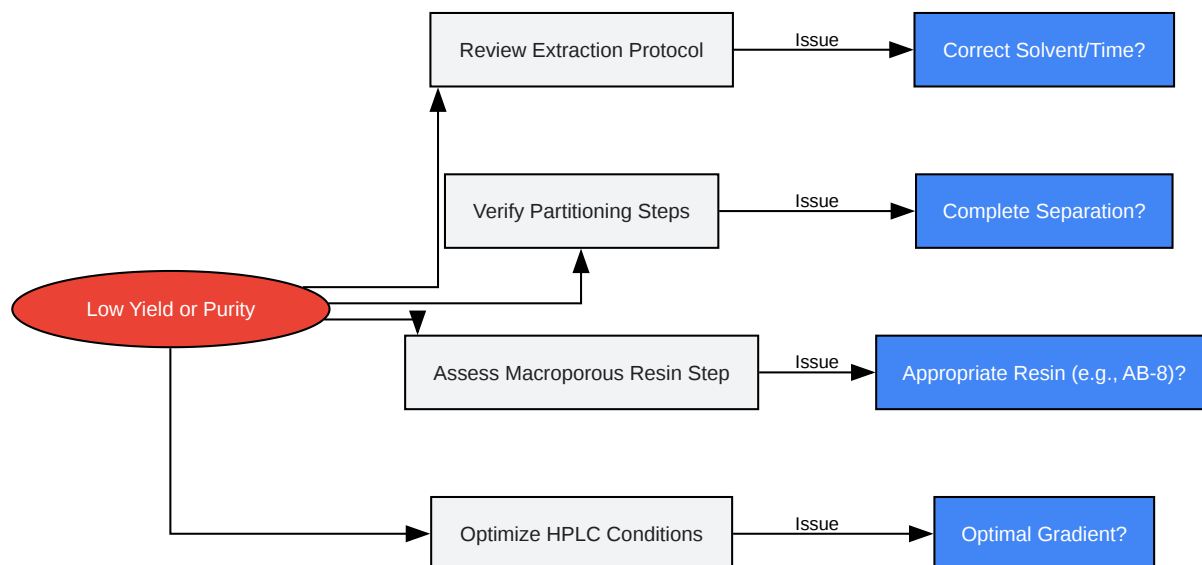 Review Extraction Protocol
Issue
Correct Solvent/Time?
Verify Partitioning Steps
Issue
Complete Separation?
Low Yield or Purity
Assess Macroporous Resin Step
Issue
Appropriate Resin (e.g., AB-8)?
Optimize HPLC Conditions
Issue
Optimal Gradient?